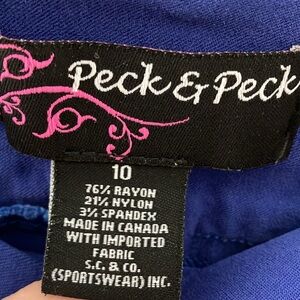 Peck & Peck
10
76% RAYON
21% NYLON
3% SPANDEX
MADE IN CANADA
WITH IMPORTED
FABRIC
S.C. & CO.
(SPORTSWEAR) INC.